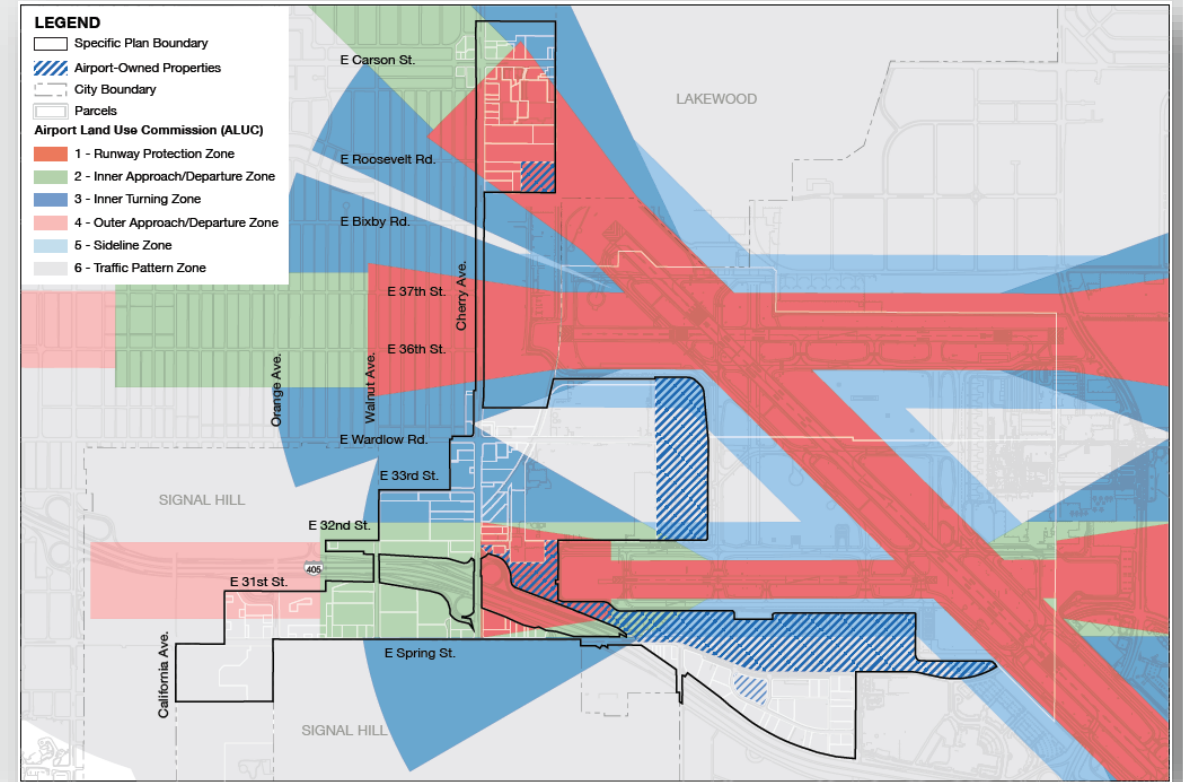 LEGEND
Specific Plan Boundary
Airport-Owned Properties
City Boundary
Parcels
Airport Land Use Commission (ALUC)
1 - Runway Protection Zone
2 - Inner Approach/Departure Zone
3 - Inner Turning Zone
4 - Outer Approach/Departure Zone
5 - Sideline Zone
6 - Traffic Pattern Zone
E Carson St.
LAKEWOOD
E Roosevelt Rd.
E Bixby Rd.
Cherry Ave.
E 37th St.
E 36th St.
Orange Ave.
Walnut Ave.
E Wardlow Rd.
E 33rd St.
SIGNAL HILL
E 32nd St.
405
E 31st St.
California Ave.
E Spring St.
SIGNAL HILL